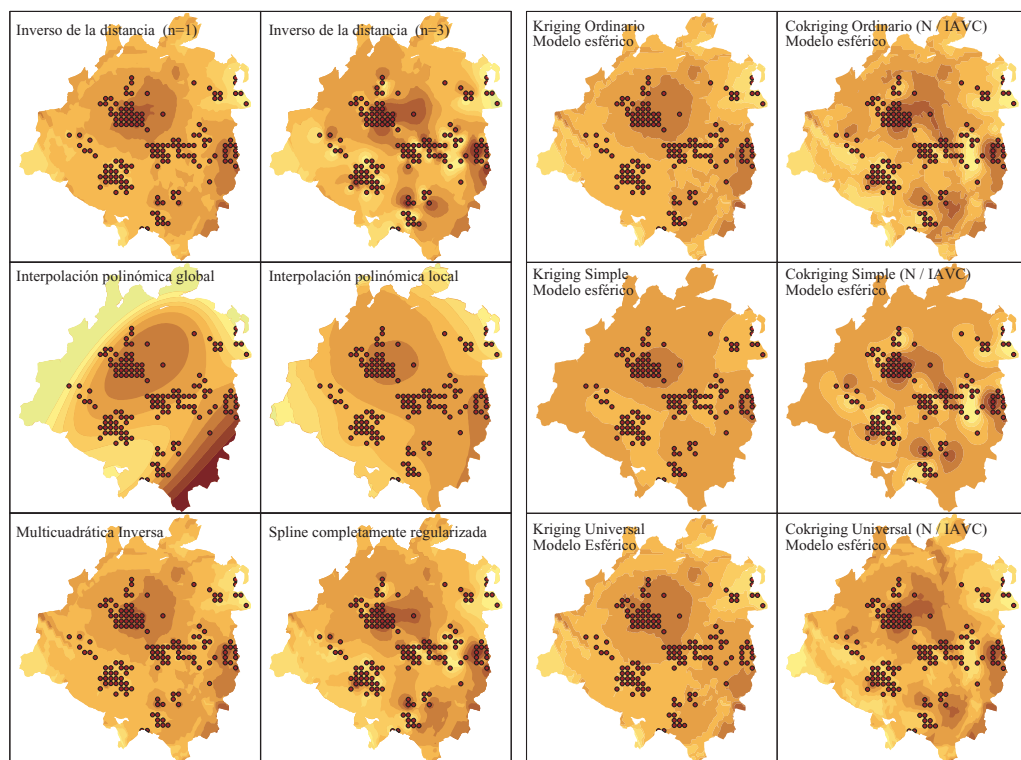 Inverso de la distancia (n=1)
Inverso de la distancia (n=3)
Kriging Ordinario
Modelo esférico
Cokriging Ordinario (N / IAVC)
Modelo esférico
Interpolación polinómica global
Interpolación polinómica local
Kriging Simple
Modelo esférico
Cokriging Simple (N / IAVC)
Modelo esférico
Multicuadrática Inversa
Spline completamente regularizada
Kriging Universal
Modelo Esférico
Cokriging Universal (N / IAVC)
Modelo esférico